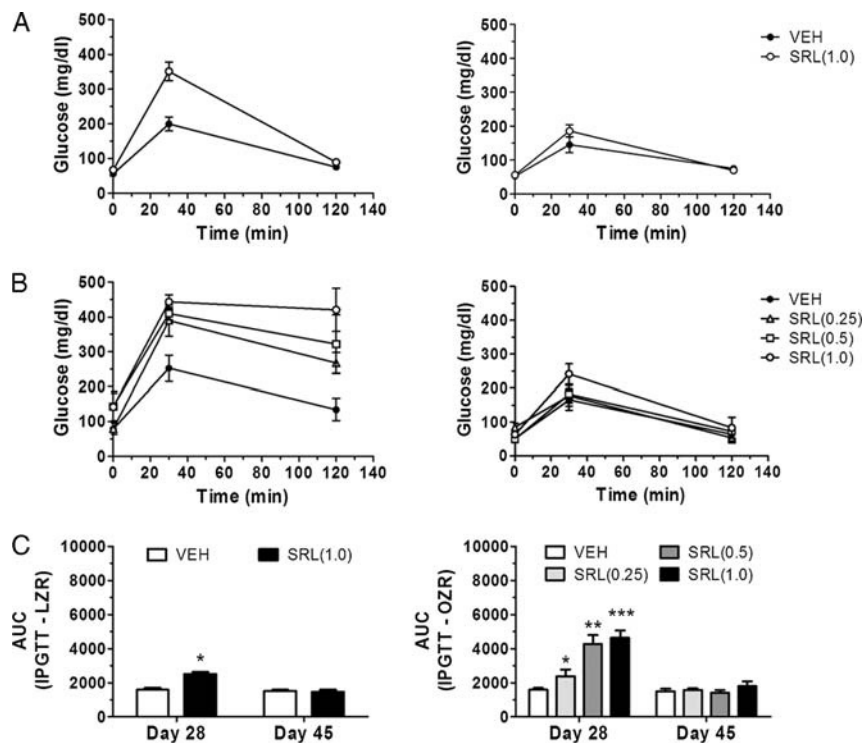 A
Glucose (mg/dl)
500
400
300
200
100
0
0 20 40 60 80 100 120 140
Time (min)
Glucose (mg/dl)
500
400
300
200
100
0
0 20 40 60 80 100 120 140
Time (min)
VEH
SRL(1.0)
B
Glucose (mg/dl)
500
400
300
200
100
0
0 20 40 60 80 100 120 140
Time (min)
Glucose (mg/dl)
500
400
300
200
100
0
0 20 40 60 80 100 120 140
Time (min)
VEH
SRL(0.25)
SRL(0.5)
SRL(1.0)
C
AUC
(IPGTT - LZR)
10000
8000
6000
4000
2000
0
VEH SRL(1.0)
*
Day 28 Day 45
AUC
(IPGTT - OZR)
10000
8000
6000
4000
2000
0
VEH SRL(0.5)
SRL(0.25) SRL(1.0)
* ** ***
Day 28 Day 45